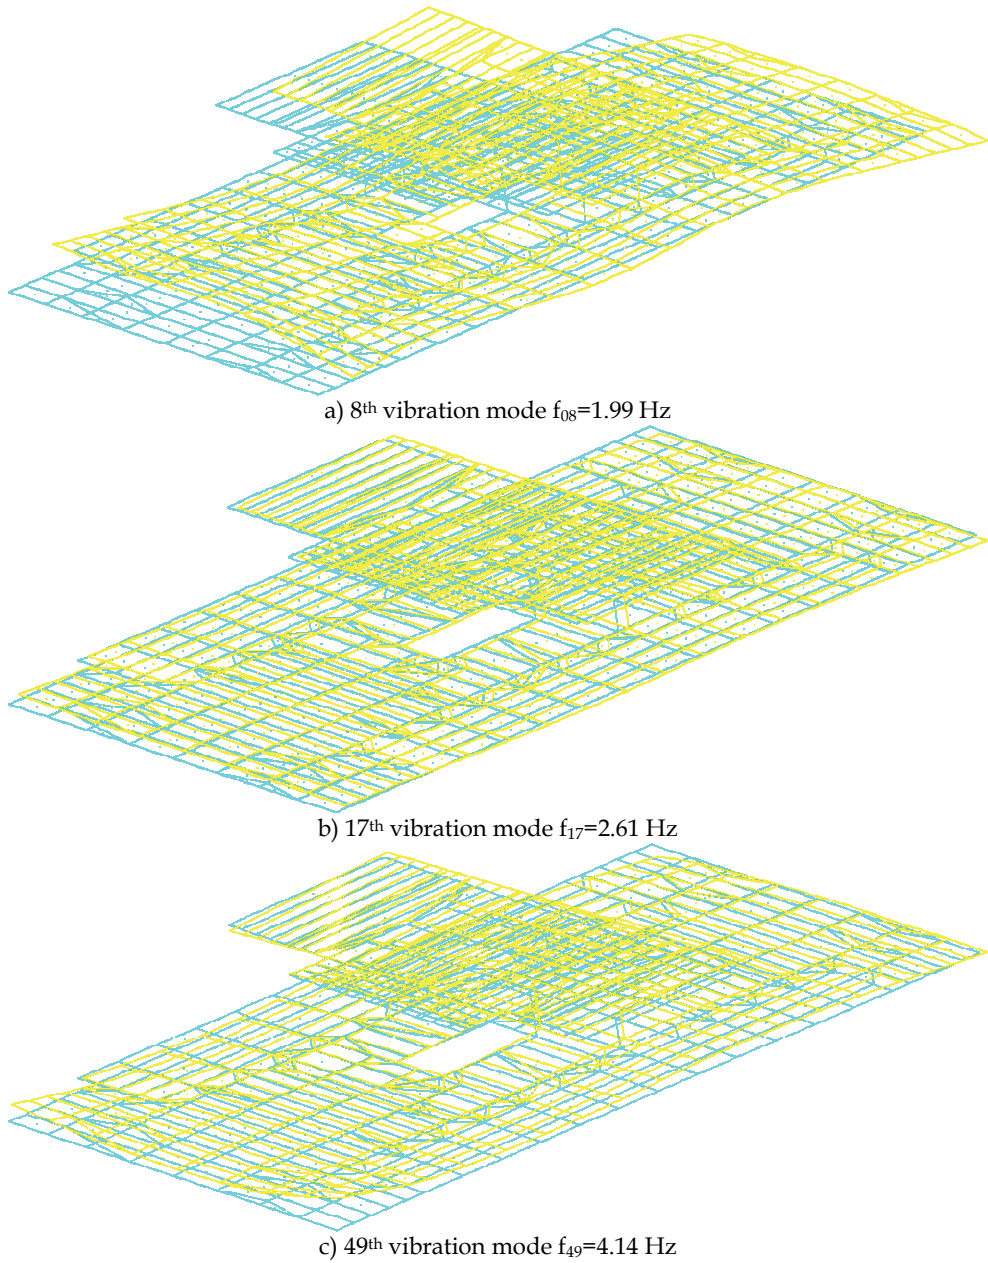 a) 8th vibration mode f08=1.99 Hz
b) 17th vibration mode f17=2.61 Hz
c) 49th vibration mode f49=4.14 Hz